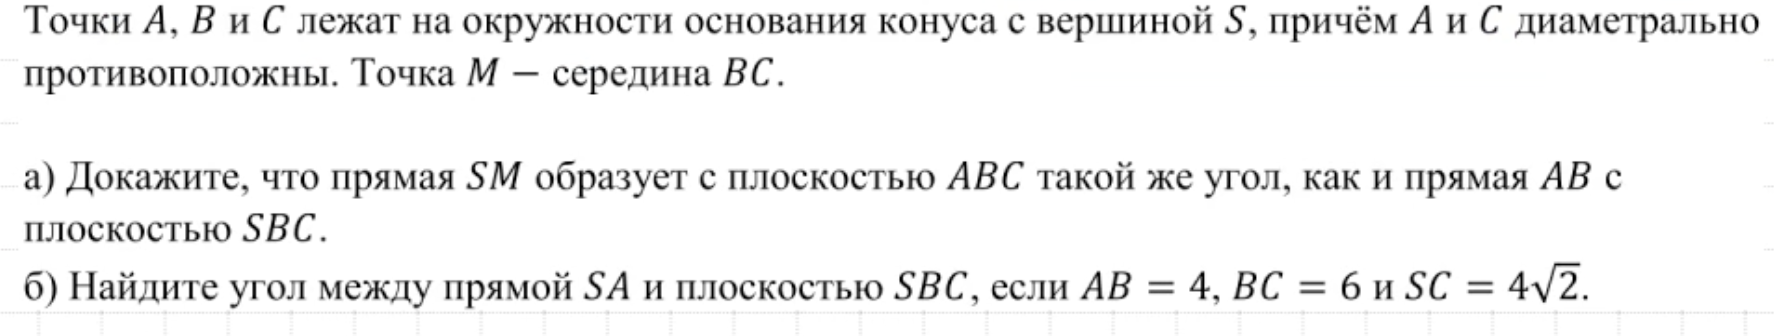 Точки A, B и C лежат на окружности основания конуса с вершиной S, причём A и C диаметрально
противоположны. Точка M – середина BC.
а) Докажите, что прямая SM образует с плоскостью ABC такой же угол, как и прямая AB с
плоскостью SBC.
б) Найдите угол между прямой SA и плоскостью SBC, если AB = 4, BC = 6 и SC = 4√2.